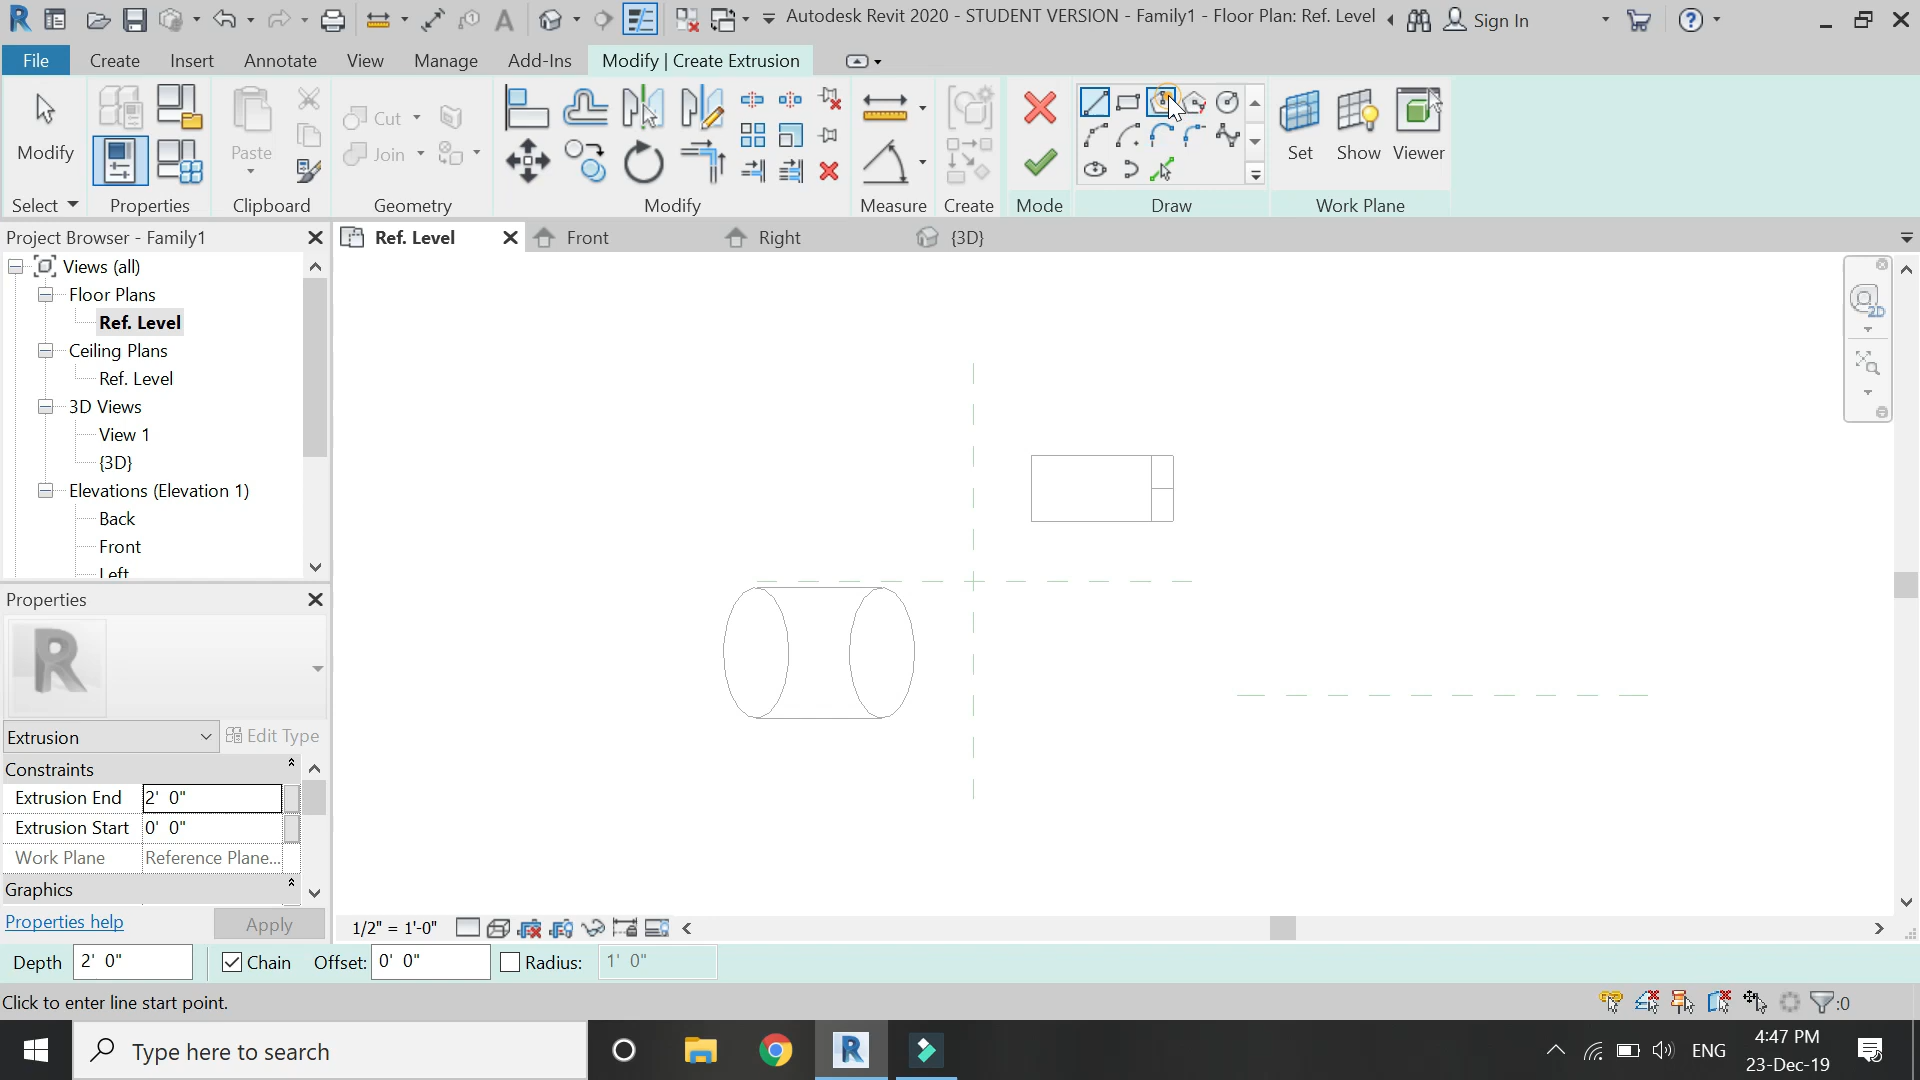 Autodesk Revit 2020 - STUDENT VERSION - Family1 - Floor Plan: Ref. Level
Sign In
File
Create
Insert
Annotate
View
Manage
Add-Ins
Modify | Create Extrusion
Modify
Paste
Cut
Join
Set
Show
Viewer
Select
Properties
Clipboard
Geometry
Modify
Measure
Create
Mode
Draw
Work Plane
Project Browser - Family1
Ref. Level
Front
Right
{3D}
Views (all)
Floor Plans
Ref. Level
Ceiling Plans
Ref. Level
3D Views
View 1
{3D}
Elevations (Elevation 1)
Back
Front
Left
2D
Properties
R
Extrusion
Edit Type
Constraints
Extrusion End 2' 0"
Extrusion Start 0' 0"
Work Plane Reference Plane...
Graphics
Properties help
Apply
1/2" = 1'-0"
Depth 2' 0"
Chain
Offset: 0' 0"
Radius: 1' 0"
Click to enter line start point.
:0
Type here to search
ENG
4:47 PM
23-Dec-19